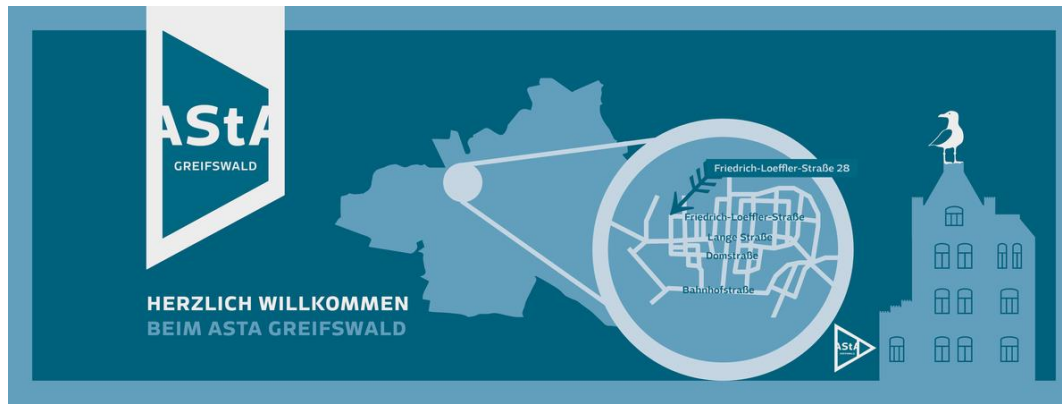 AStA
GREIFSWALD
HERZLICH WILLKOMMEN
BEIM ASTA GREIFSWALD
Friedrich-Loeffler-Straße 28
Friedrich-Loeffler-Straße
Lange Straße
Domstraße
Bahnhofstraße
AStA
GREIFSWALD